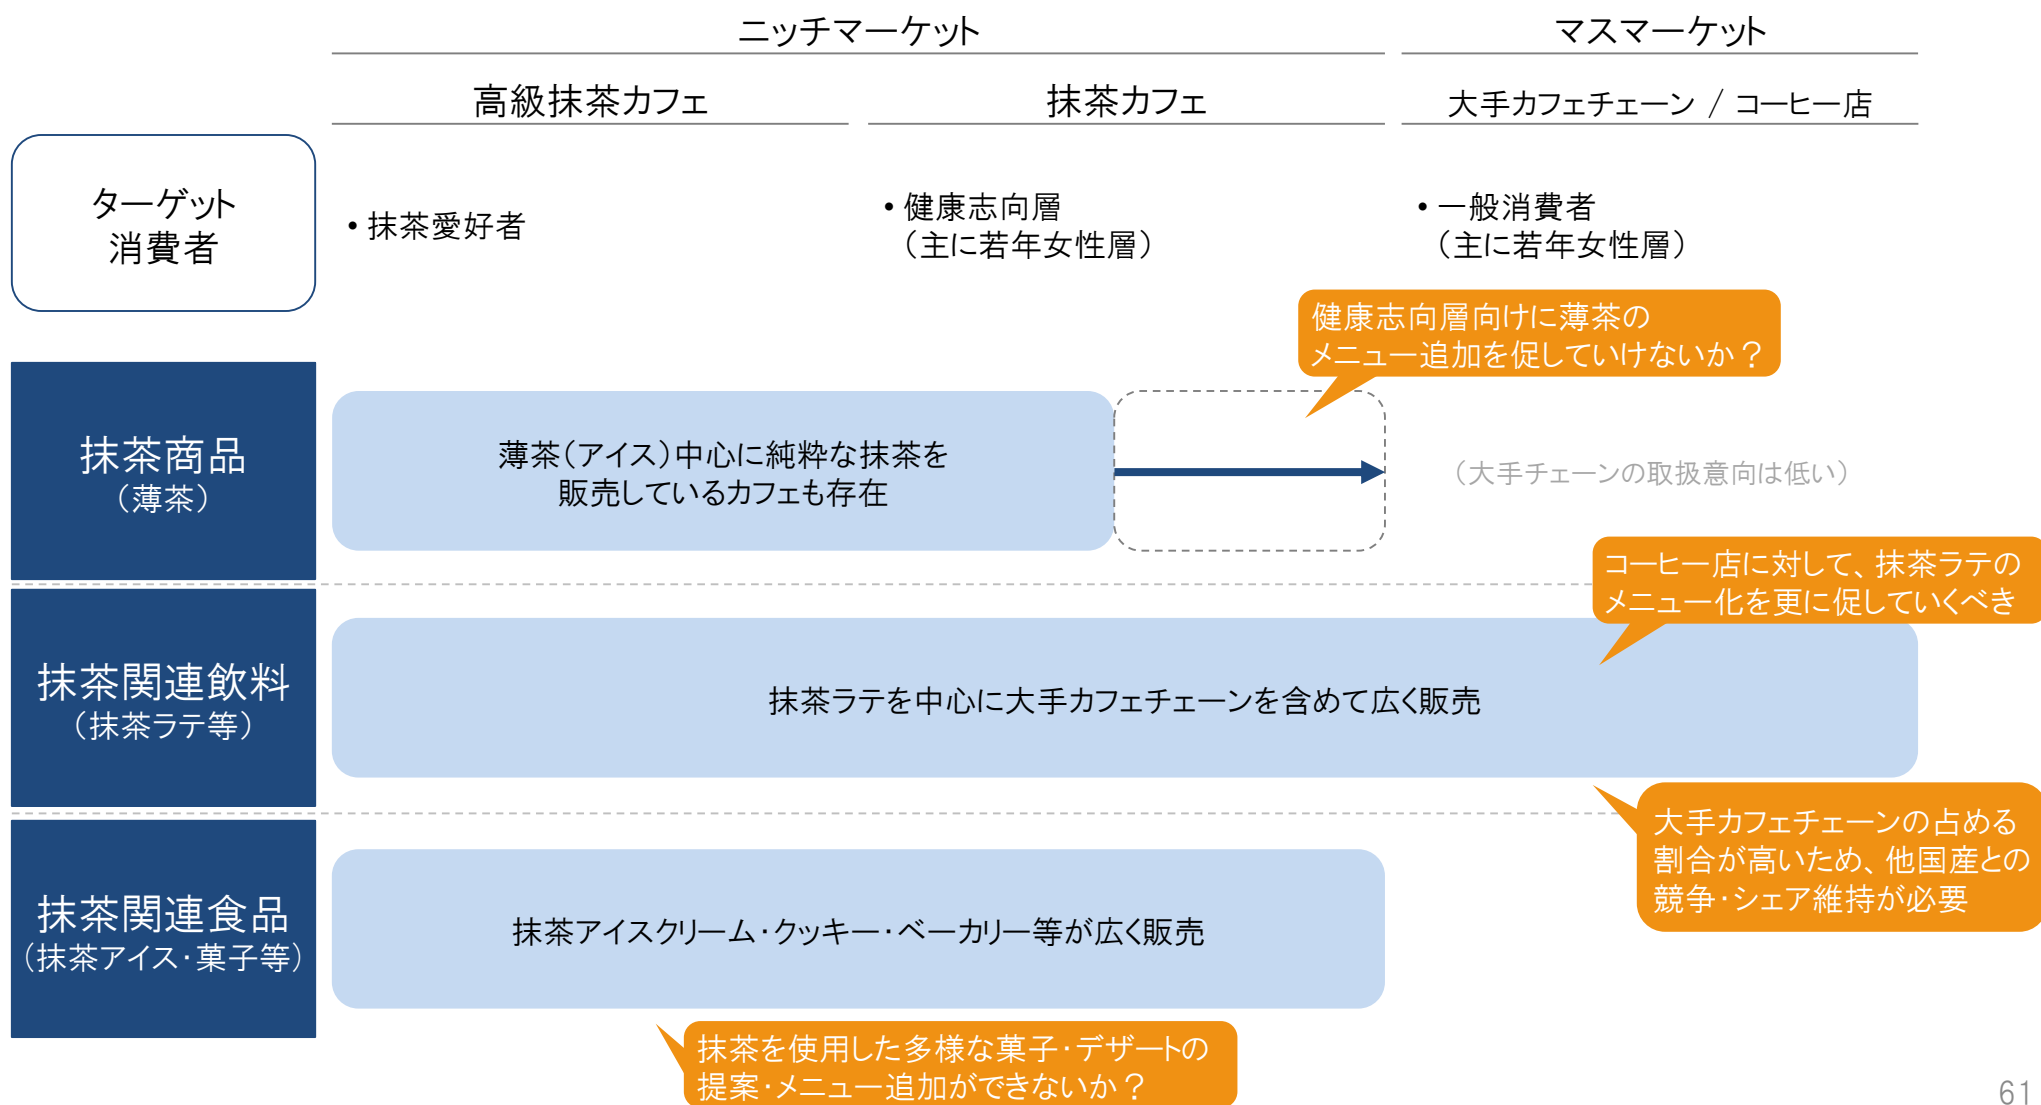 ニッチマーケット
マスマーケット
高級抹茶カフェ
抹茶カフェ
大手カフェチェーン / コーヒー店
ターゲット
消費者
• 抹茶愛好者
• 健康志向層
（主に若年女性層）
• 一般消費者
（主に若年女性層）
健康志向層向けに薄茶の
メニュー追加を促していけないか？
抹茶商品
（薄茶）
薄茶（アイス）中心に純粋な抹茶を
販売しているカフェも存在
（大手チェーンの取扱意向は低い）
コーヒー店に対して、抹茶ラテの
メニュー化を更に促していくべき
抹茶関連飲料
（抹茶ラテ等）
抹茶ラテを中心に大手カフェチェーンを含めて広く販売
大手カフェチェーンの占める
割合が高いため、他国産との
競争・シェア維持が必要
抹茶関連食品
（抹茶アイス・菓子等）
抹茶アイスクリーム・クッキー・ベーカリー等が広く販売
抹茶を使用した多様な菓子・デザートの
提案・メニュー追加ができないか？
61